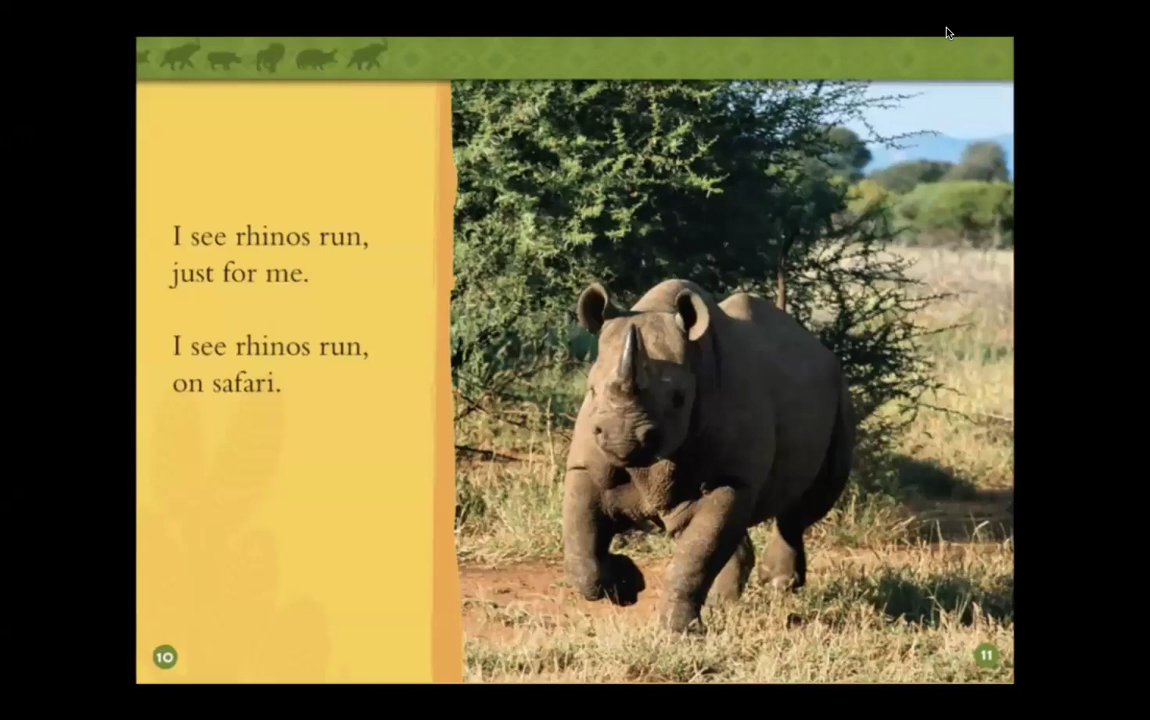 I see rhinos run,
just for me.
I see rhinos run,
on safari.
10
11